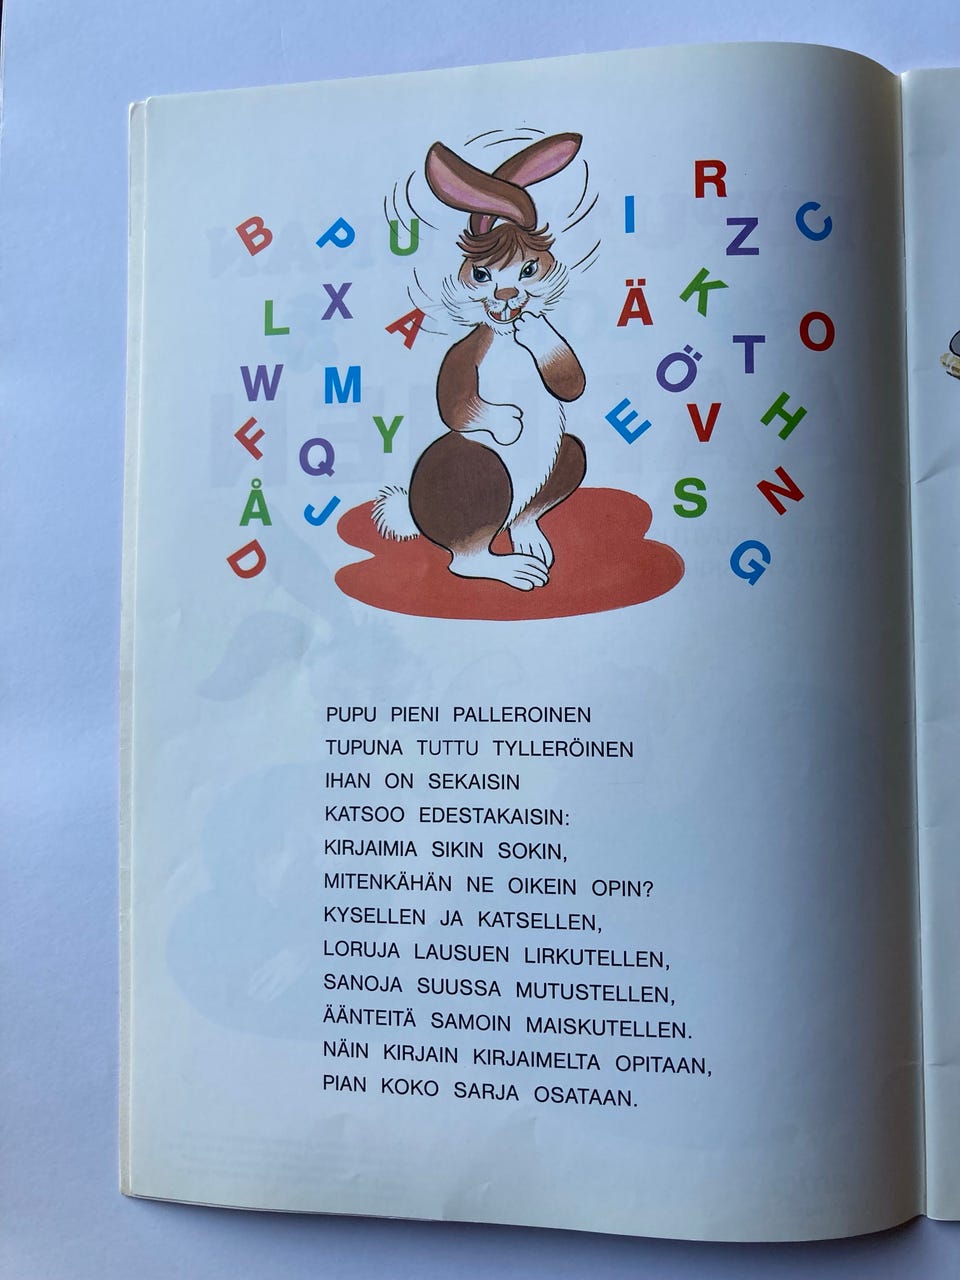 R
B P U I Z C
L X A Ä K O
W M Ö T
F Q Y E V H
Å J S N
D G
PUPU PIENI PALLEROINEN
TUPUNA TUTTU TYLLERÖINEN
IHAN ON SEKAISIN
KATSOO EDESTAKAISIN:
KIRJAIMIA SIKIN SOKIN,
MITENKÄHÄN NE OIKEIN OPIN?
KYSELLEN JA KATSELLEN,
LORUJA LAUSUEN LIRKUTELLEN,
SANOJA SUUSSA MUTUSTELLEN,
ÄÄNTEITÄ SAMOIN MAISKUTELLEN.
NÄIN KIRJAIN KIRJAIMELTA OPITAAN,
PIAN KOKO SARJA OSATAAN.